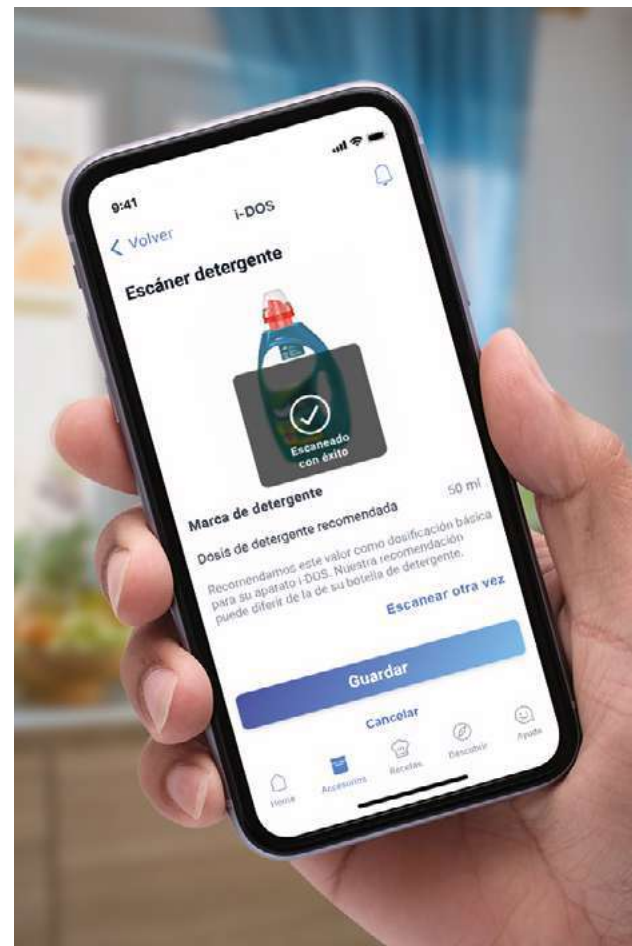 9:41
i-DOS
Volver
Escáner detergente
Escaneado
con éxito
Marca de detergente
Dosis de detergente recomendada 50 ml
Recomendamos este valor como dosificación básica
para su aparato i-DOS. Nuestra recomendación
puede diferir de la de su botella de detergente.
Escanear otra vez
Guardar
Cancelar
Home Accesorios Recetas Descubrir Ayuda